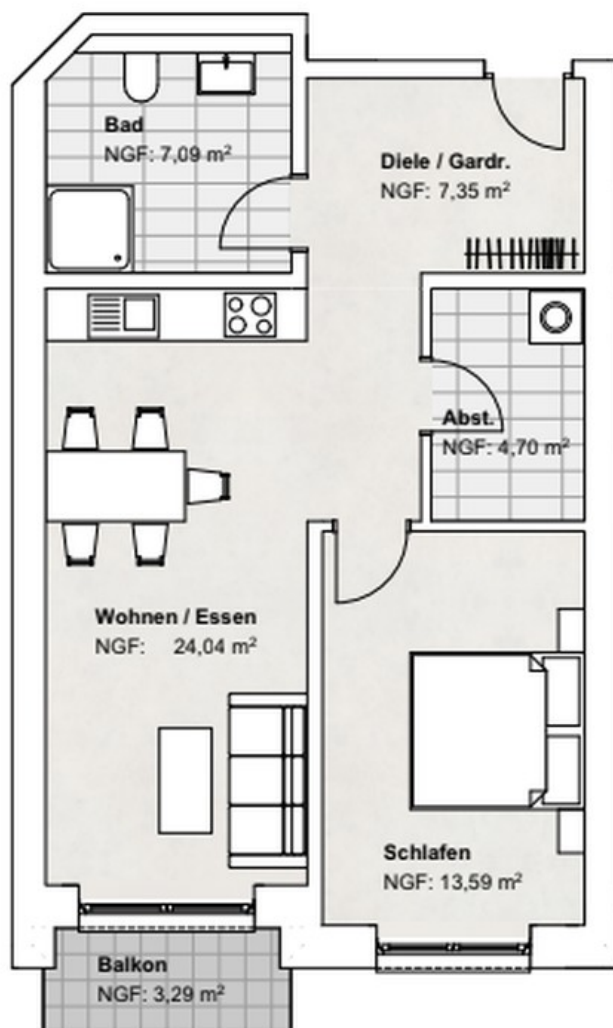 Bad
NGF: 7,09 m²
Diele / Gardr.
NGF: 7,35 m²
Abst.
NGF: 4,70 m²
Wohnen / Essen
NGF: 24,04 m²
Schlafen
NGF: 13,59 m²
Balkon
NGF: 3,29 m²